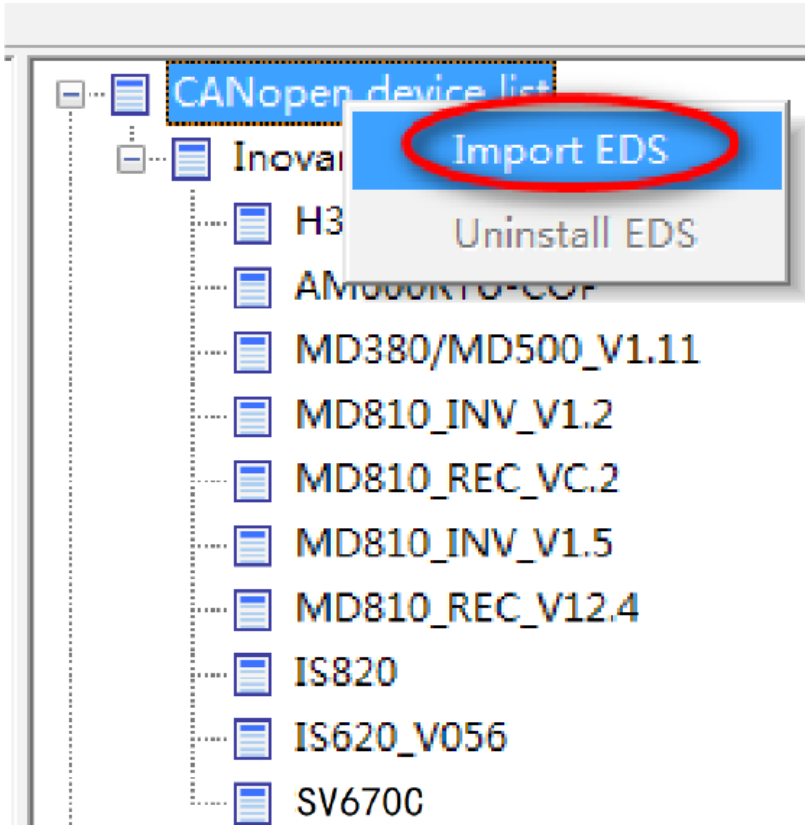 CANopen device list
Import EDS
Uninstall EDS
MD380/MD500_V1.11
MD810_INV_V1.2
MD810_REC_VC.2
MD810_INV_V1.5
MD810_REC_V12.4
IS820
IS620_V056
SV670C